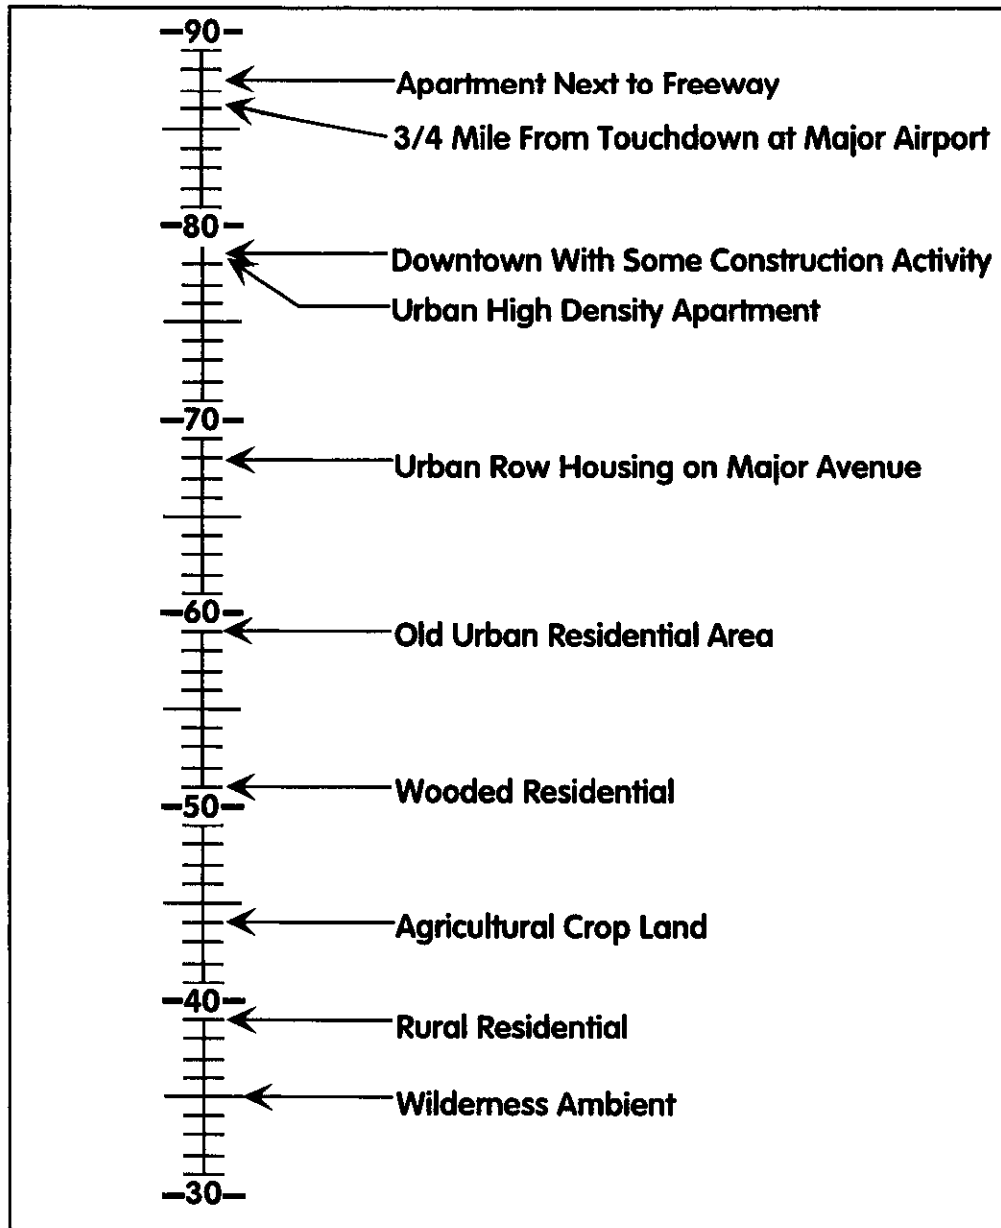 90
Apartment Next to Freeway
3/4 Mile From Touchdown at Major Airport
80
Downtown With Some Construction Activity
Urban High Density Apartment
70
Urban Row Housing on Major Avenue
60
Old Urban Residential Area
Wooded Residential
50
Agricultural Crop Land
40
Rural Residential
Wilderness Ambient
30